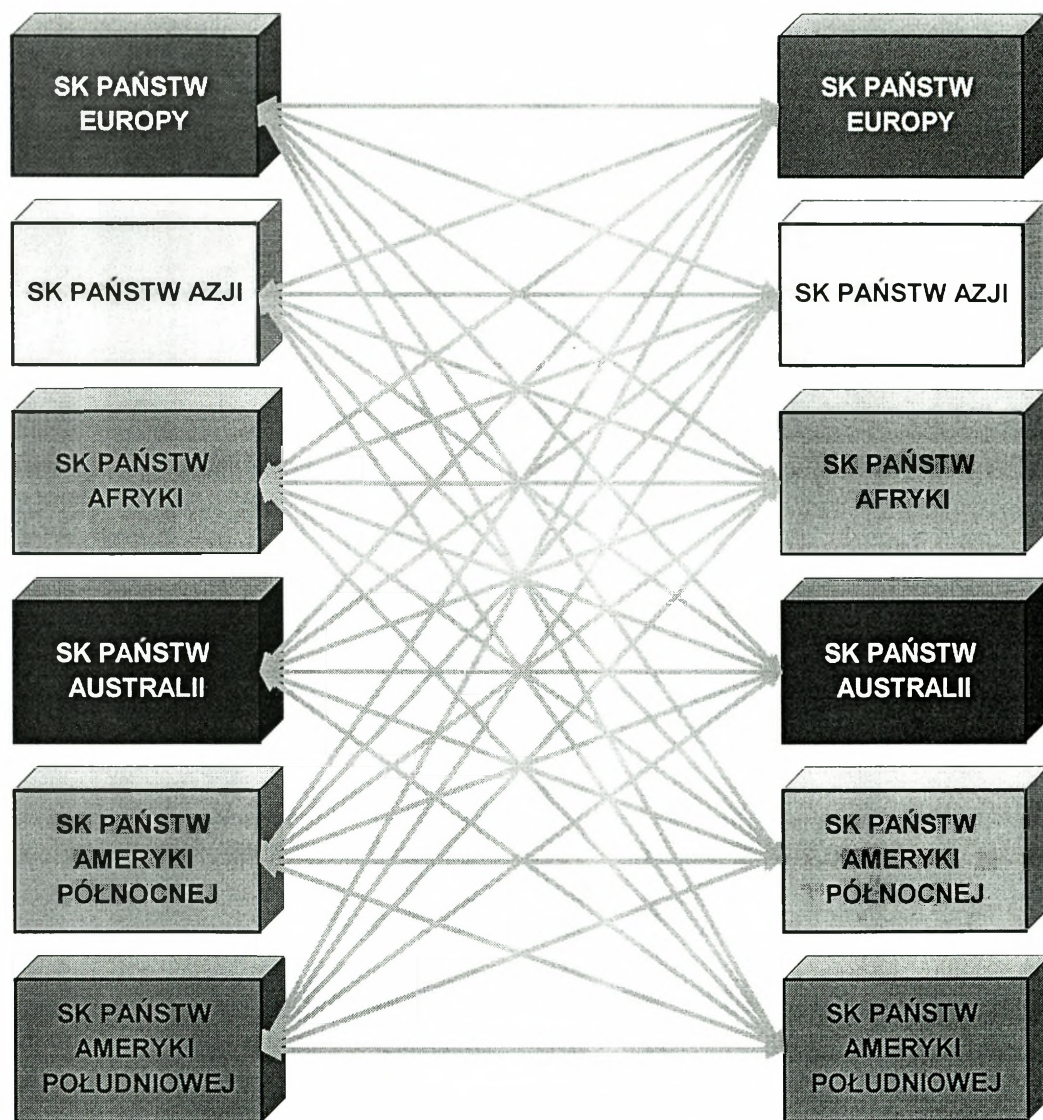 SK PAŃSTW
EUROPY
SK PAŃSTW
EUROPY
SK PAŃSTW AZJI
SK PAŃSTW AZJI
SK PAŃSTW
AFRYKI
SK PAŃSTW
AFRYKI
SK PAŃSTW
AUSTRALII
SK PAŃSTW
AUSTRALII
SK PAŃSTW
AMERYKI
PÓŁNOCNEJ
SK PAŃSTW
AMERYKI
PÓŁNOCNEJ
SK PAŃSTW
AMERYKI
POŁUDNIOWEJ
SK PAŃSTW
AMERYKI
POŁUDNIOWEJ